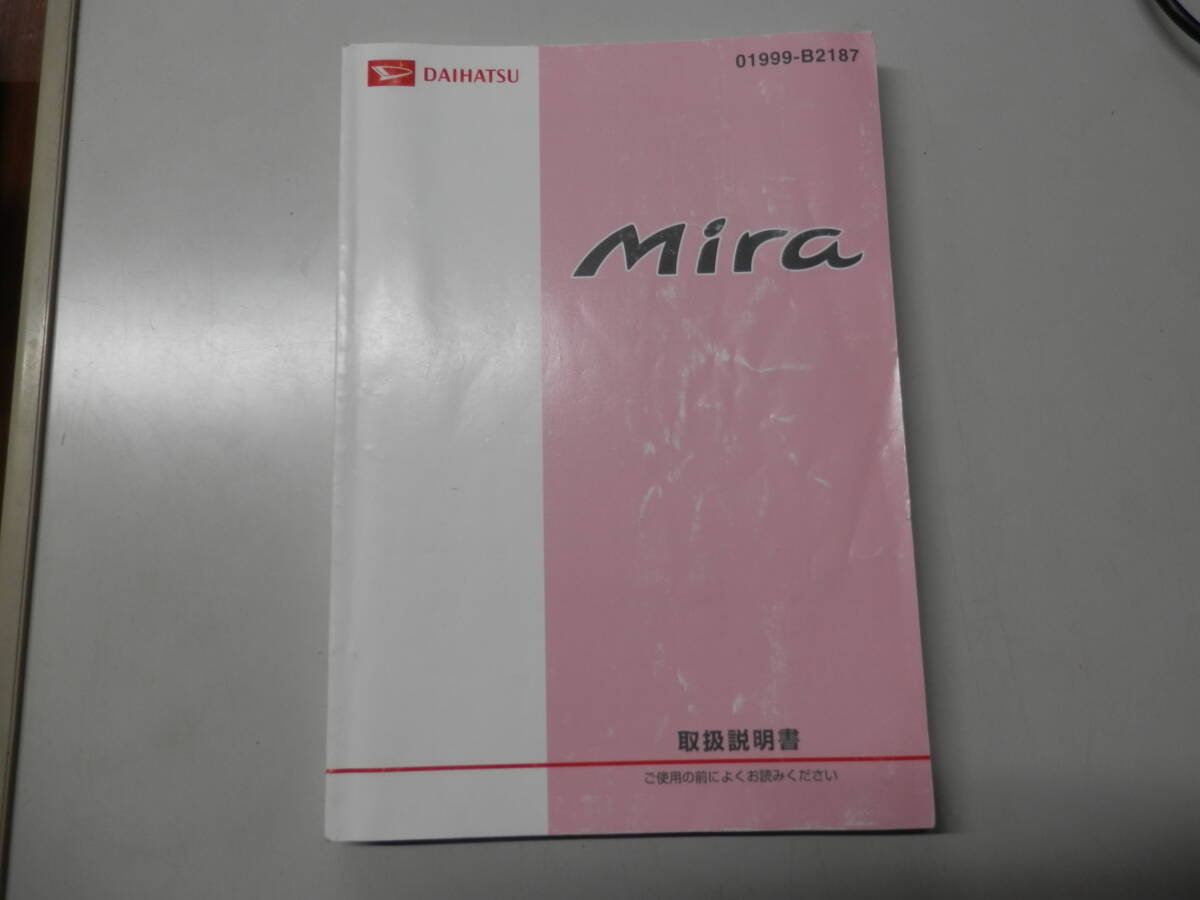 DAIHATSU
01999-B2187
Mira
取扱説明書
ご使用の前によくお読みください